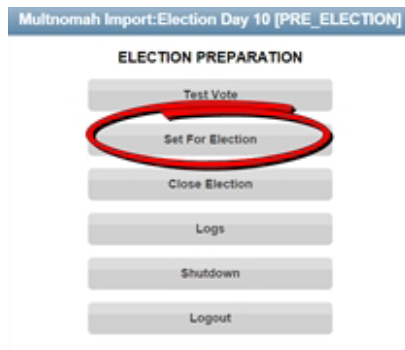 Multnomah Import:Election Day 10 [PRE_ELECTION]
ELECTION PREPARATION
Test Vote
Set For Election
Close Election
Logs
Shutdown
Logout